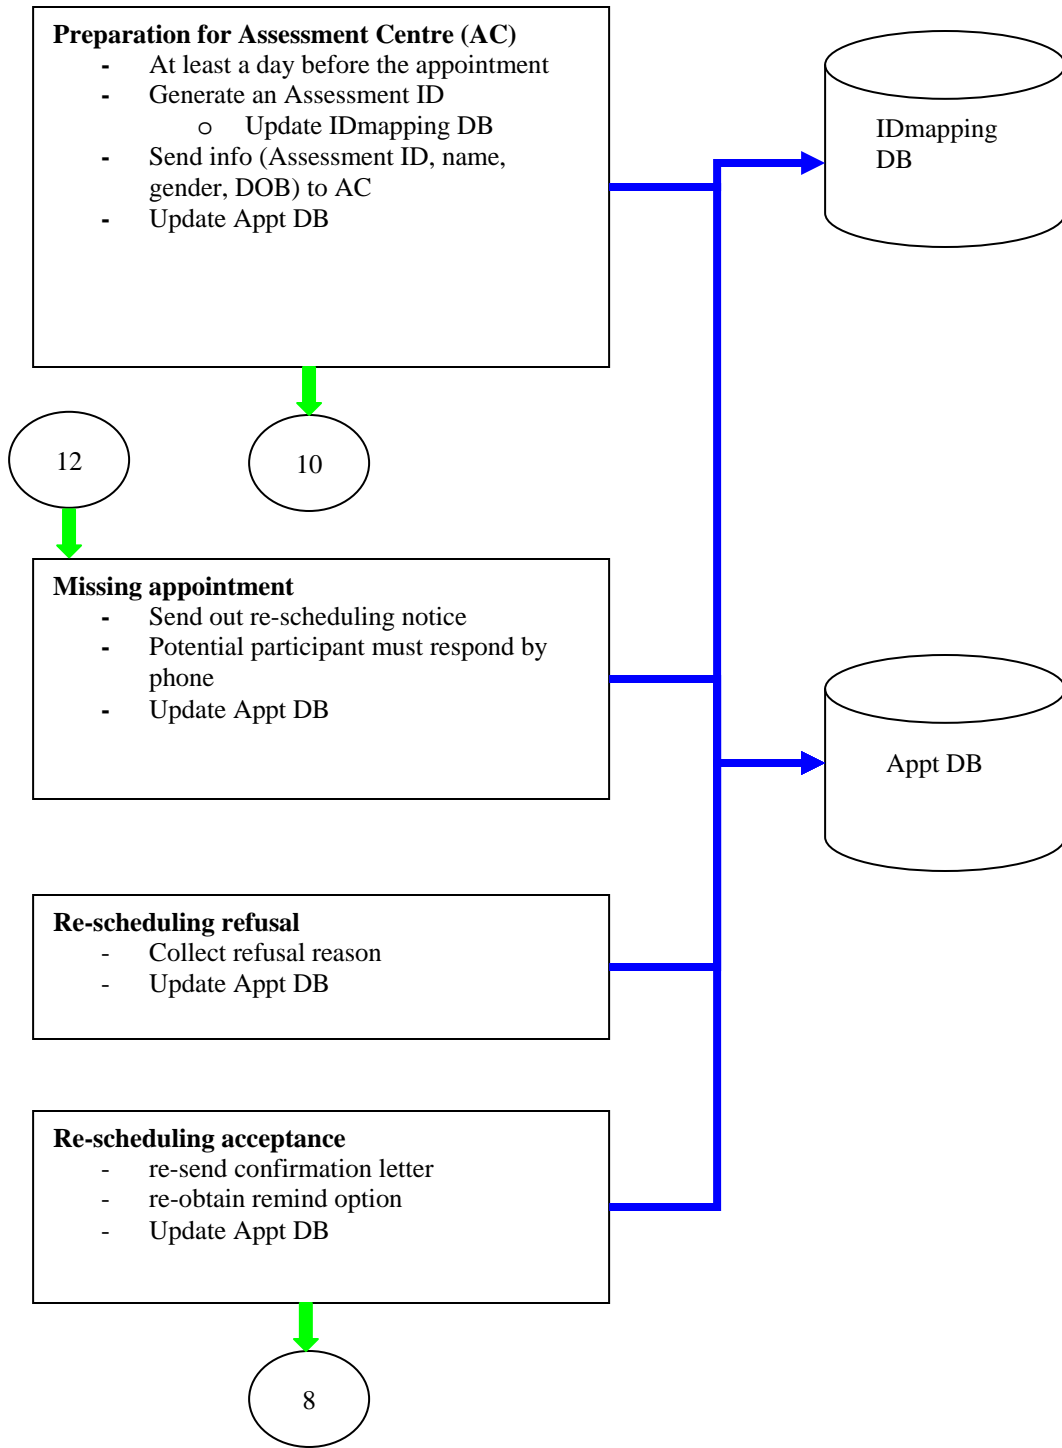 Preparation for Assessment Centre (AC)
- At least a day before the appointment
- Generate an Assessment ID
o Update IDmapping DB
- Send info (Assessment ID, name,
gender, DOB) to AC
- Update Appt DB
IDmapping
DB
12
10
Missing appointment
- Send out re-scheduling notice
- Potential participant must respond by
phone
- Update Appt DB
Appt DB
Re-scheduling refusal
- Collect refusal reason
- Update Appt DB
Re-scheduling acceptance
- re-send confirmation letter
- re-obtain remind option
- Update Appt DB
8